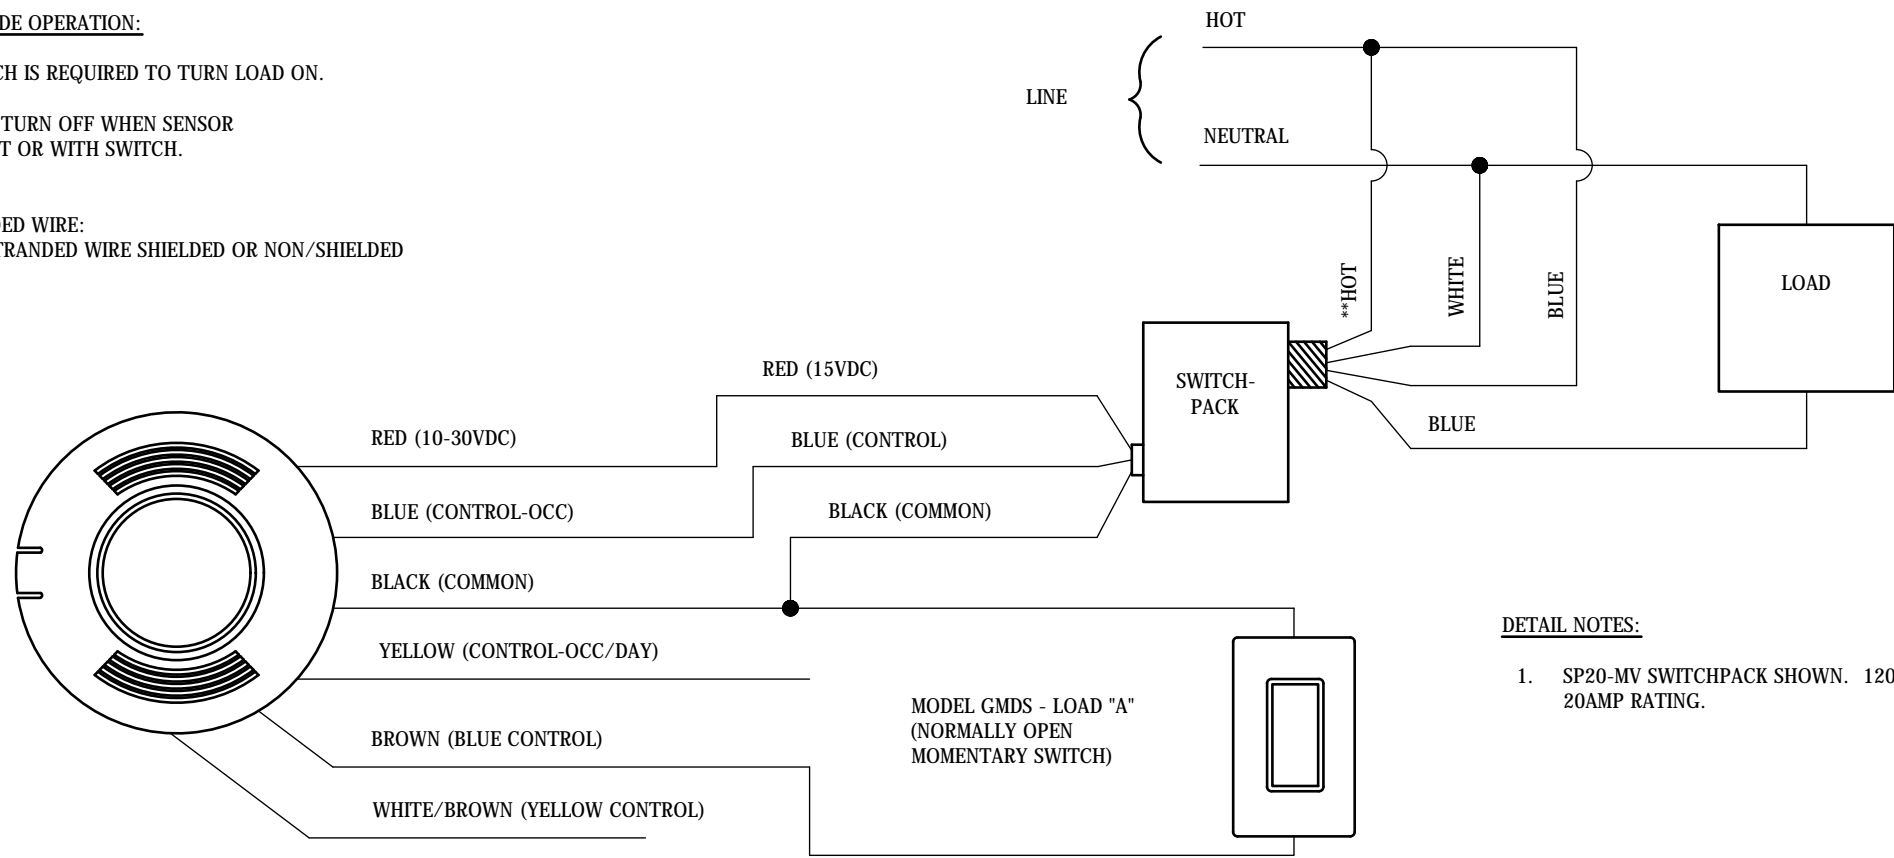 DE OPERATION:
CH IS REQUIRED TO TURN LOAD ON.
TURN OFF WHEN SENSOR
T OR WITH SWITCH.
DED WIRE:
TRANDED WIRE SHIELDED OR NON/SHIELDED
HOT
LINE
NEUTRAL
**HOT
WHITE
BLUE
LOAD
SWITCH-
PACK
BLUE
RED (15VDC)
RED (10-30VDC)
BLUE (CONTROL)
BLUE (CONTROL-OCC)
BLACK (COMMON)
BLACK (COMMON)
YELLOW (CONTROL-OCC/DAY)
BROWN (BLUE CONTROL)
WHITE/BROWN (YELLOW CONTROL)
MODEL GMDS - LOAD "A"
(NORMALLY OPEN
MOMENTARY SWITCH)
DETAIL NOTES:
1. SP20-MV SWITCHPACK SHOWN. 120
20AMP RATING.